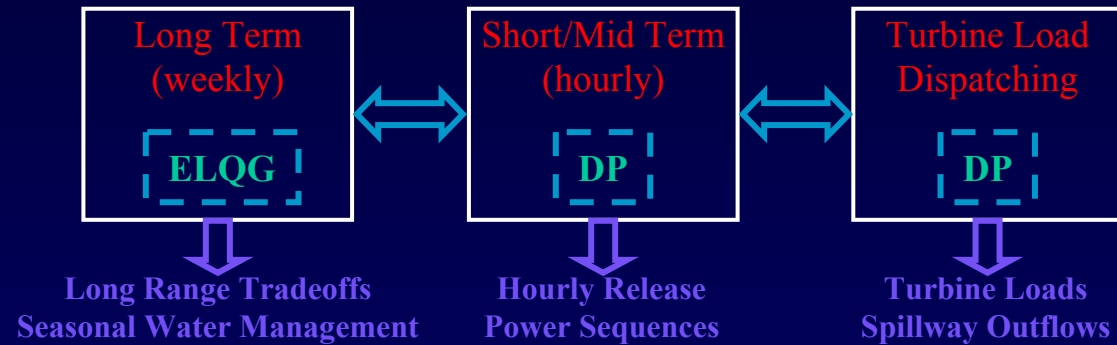 Long Term
(weekly)
ELQG
Long Range Tradeoffs
Seasonal Water Management
Short/Mid Term
(hourly)
DP
Hourly Release
Power Sequences
Turbine Load
Dispatching
DP
Turbine Loads
Spillway Outflows